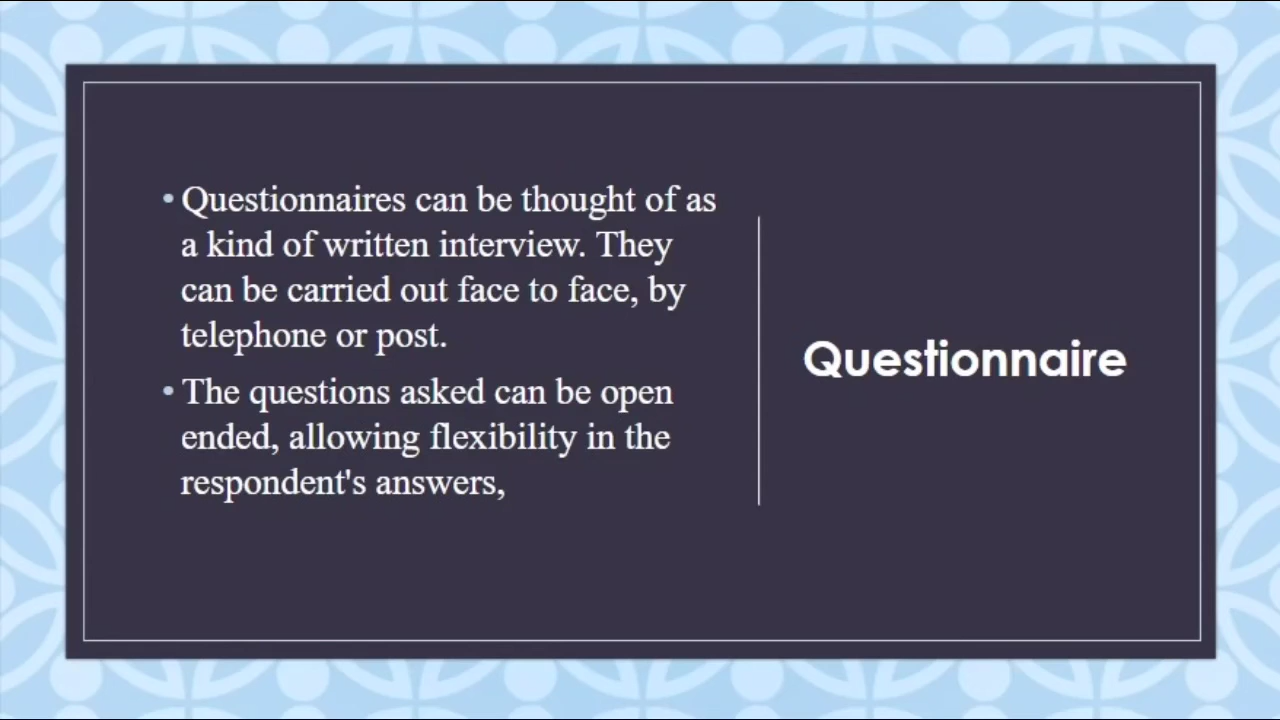 • Questionnaires can be thought of as
a kind of written interview. They
can be carried out face to face, by
telephone or post.
• The questions asked can be open
ended, allowing flexibility in the
respondent's answers,
Questionnaire